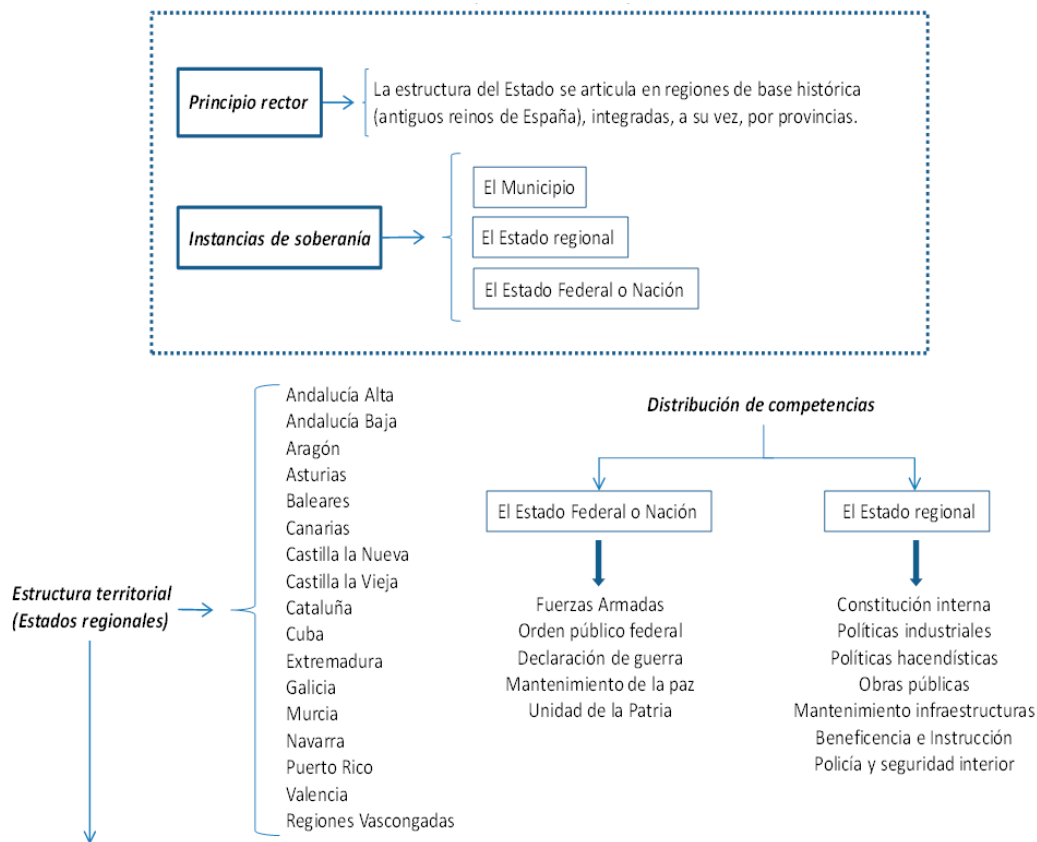 Principio rector
La estructura del Estado se articula en regiones de base histórica
(antiguos reinos de España), integradas, a su vez, por provincias.
Instancias de soberanía
El Municipio
El Estado regional
El Estado Federal o Nación
Estructura territorial
(Estados regionales)
Andalucía Alta
Andalucía Baja
Aragón
Asturias
Baleares
Canarias
Castilla la Nueva
Castilla la Vieja
Cataluña
Cuba
Extremadura
Galicia
Murcia
Navarra
Puerto Rico
Valencia
Regiones Vascongadas
Distribución de competencias
El Estado Federal o Nación
Fuerzas Armadas
Orden público federal
Declaración de guerra
Mantenimiento de la paz
Unidad de la Patria
El Estado regional
Constitución interna
Políticas industriales
Políticas hacendísticas
Obras públicas
Mantenimiento infraestructuras
Beneficencia e Instrucción
Policía y seguridad interior